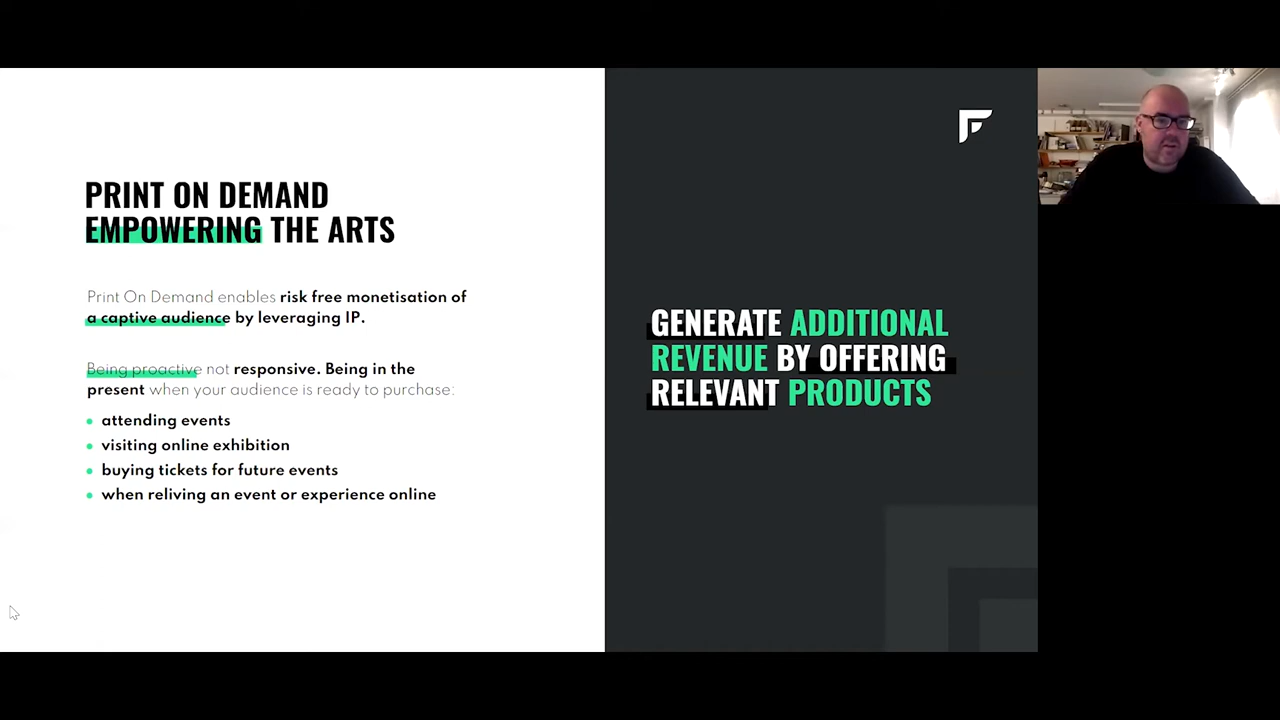 PRINT ON DEMAND
EMPOWERING THE ARTS
Print On Demand enables risk free monetisation of
a captive audience by leveraging IP.
Being proactive not responsive. Being in the
present when your audience is ready to purchase:
• attending events
• visiting online exhibition
• buying tickets for future events
• when reliving an event or experience online
GENERATE ADDITIONAL
REVENUE BY OFFERING
RELEVANT PRODUCTS